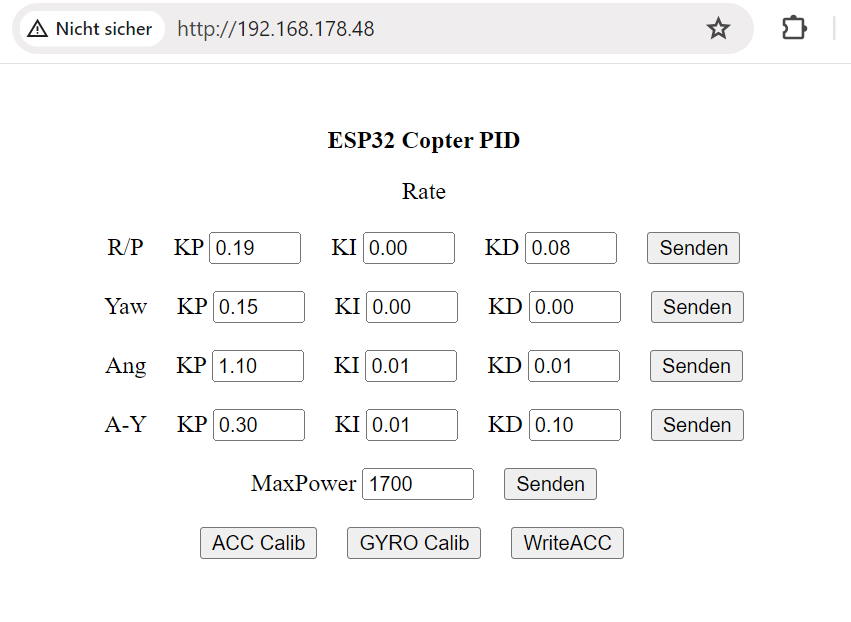 Nicht sicher http://192.168.178.48
ESP32 Copter PID
Rate
R/P KP 0.19 KI 0.00 KD 0.08 Senden
Yaw KP 0.15 KI 0.00 KD 0.00 Senden
Ang KP 1.10 KI 0.01 KD 0.01 Senden
A-Y KP 0.30 KI 0.01 KD 0.10 Senden
MaxPower 1700 Senden
ACC Calib GYRO Calib WriteACC